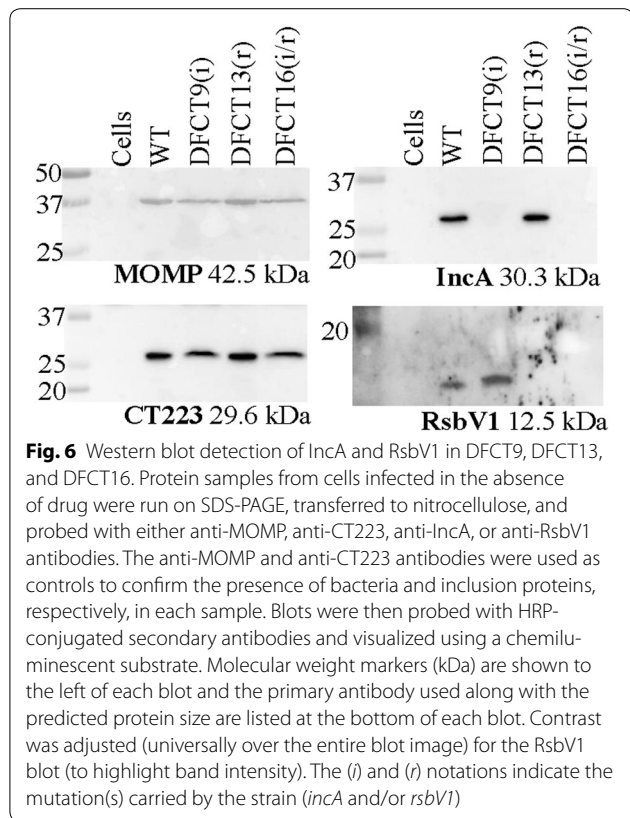 Cells WT DFCT9(i) DFCT13(r) DFCT16(i/r)
50
37
25
MOMP 42.5 kDa
Cells WT DFCT9(i) DFCT13(r) DFCT16(i/r)
37
25
20
IncA 30.3 kDa
37
25
20
CT223 29.6 kDa
20
RsbV1 12.5 kDa
Fig. 6 Western blot detection of IncA and RsbV1 in DFCT9, DFCT13,
and DFCT16. Protein samples from cells infected in the absence
of drug were run on SDS-PAGE, transferred to nitrocellulose, and
probed with either anti-MOMP, anti-CT223, anti-IncA, or anti-RsbV1
antibodies. The anti-MOMP and anti-CT223 antibodies were used as
controls to confirm the presence of bacteria and inclusion proteins,
respectively, in each sample. Blots were then probed with HRP-
conjugated secondary antibodies and visualized using a chemilu-
minescent substrate. Molecular weight markers (kDa) are shown to
the left of each blot and the primary antibody used along with the
predicted protein size are listed at the bottom of each blot. Contrast
was adjusted (universally over the entire blot image) for the RsbV1
blot (to highlight band intensity). The (i) and (r) notations indicate the
mutation(s) carried by the strain (incA and/or rsbV1)